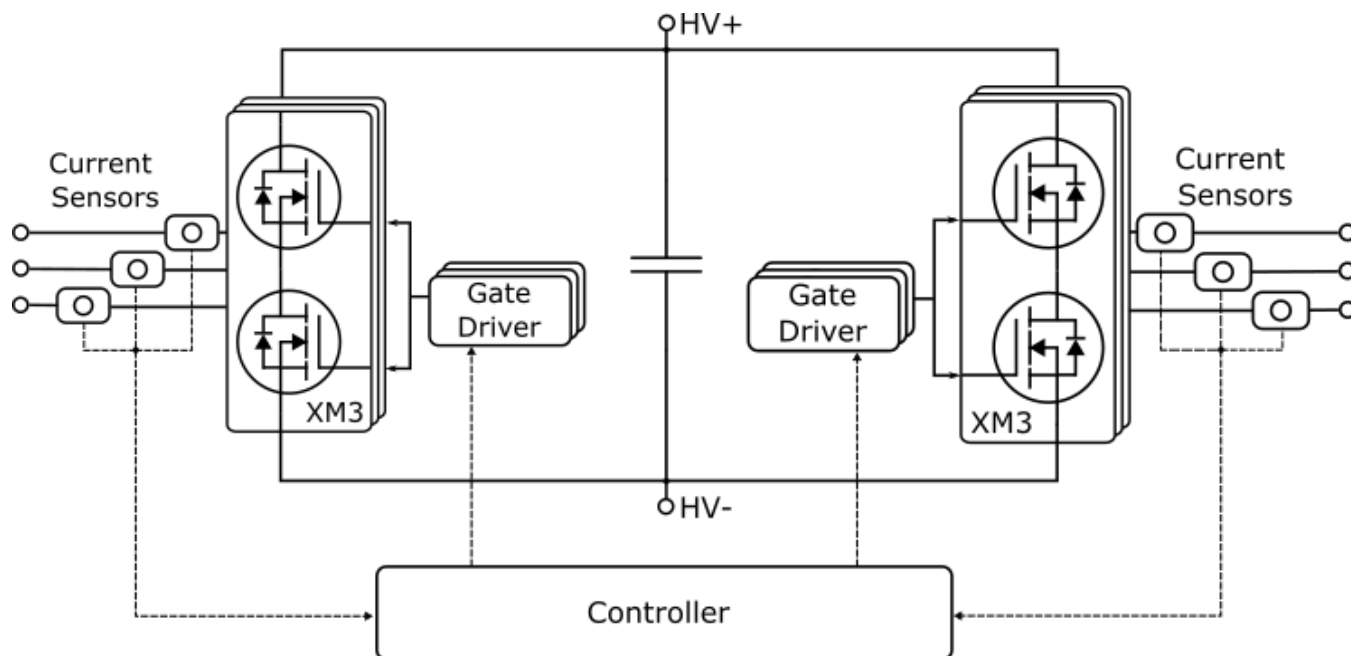 HV+
Current
Sensors
Current
Sensors
Gate
Driver
Gate
Driver
XM3
XM3
HV-
Controller